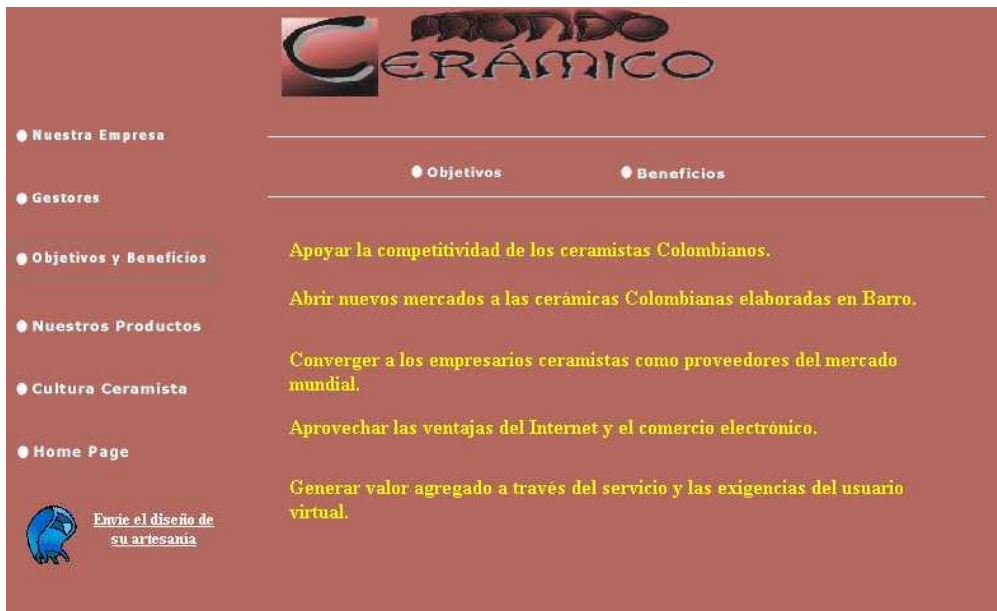 MUNDO
CERÁMICO
Nuestra Empresa
Gestores
Objetivos y Beneficios
Nuestros Productos
Cultura Ceramista
Home Page
Envie el diseño de
su artesanía
Objetivos
Beneficios
Apoyar la competitividad de los ceramistas Colombianos.
Abrir nuevos mercados a las cerámicas Colombianas elaboradas en Barro.
Converger a los empresarios ceramistas como proveedores del mercado
mundial.
Aprovechar las ventajas del Internet y el comercio electrónico.
Generar valor agregado a través del servicio y las exigencias del usuario
virtual.